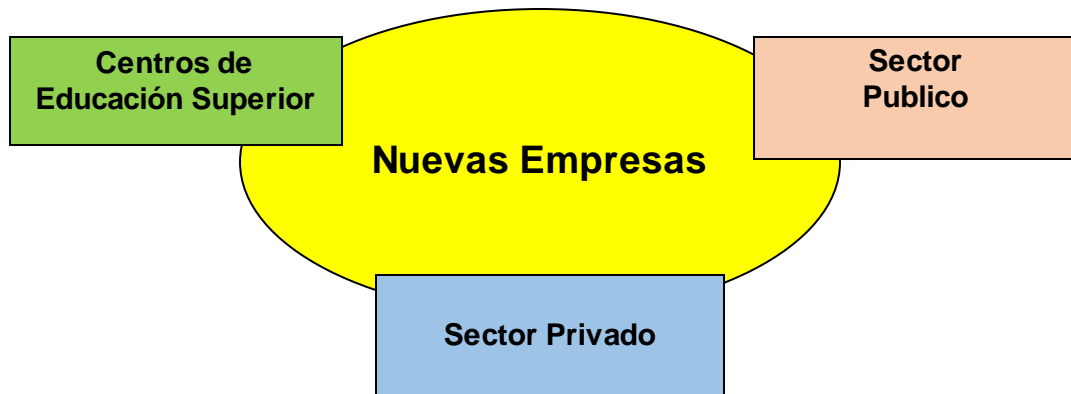 Centros de
Educación Superior
Sector
Publico
Nuevas Empresas
Sector Privado